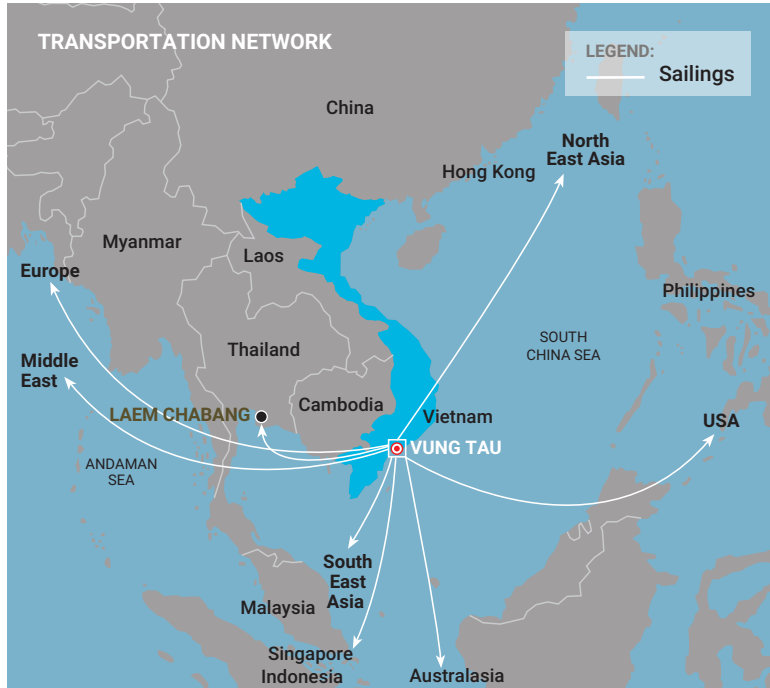 TRANSPORTATION NETWORK
LEGEND:
Sailings
China
North
East Asia
Hong Kong
Myanmar
Laos
Europe
Philippines
SOUTH
CHINA SEA
Thailand
Middle
East
Cambodia
LAEM CHABANG
Vietnam
USA
VUNG TAU
ANDAMAN
SEA
South
East
Asia
Malaysia
Singapore
Indonesia
Australasia